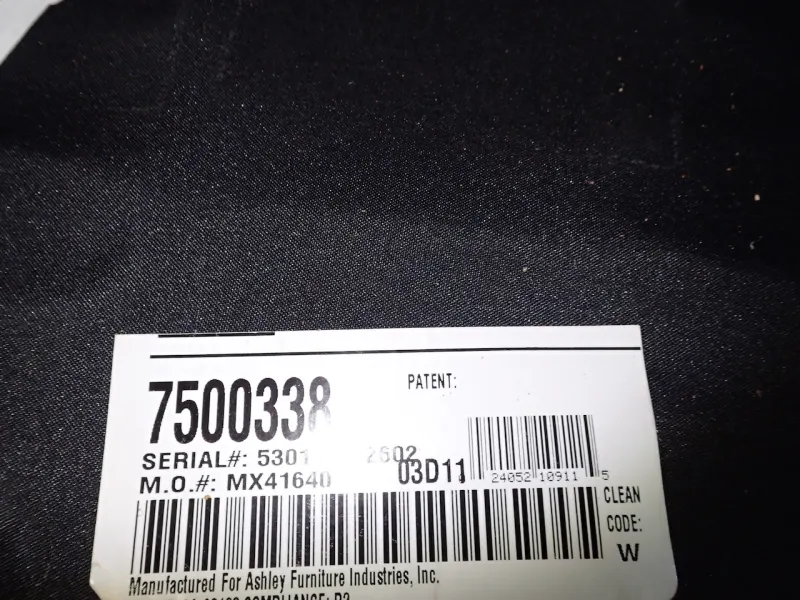 7500338
PATENT:
SERIAL#: 5301 2602
M.O.#: MX41640
03D11
24052 10911 5
CLEAN
CODE:
W
Manufactured For Ashley Furniture Industries, Inc.